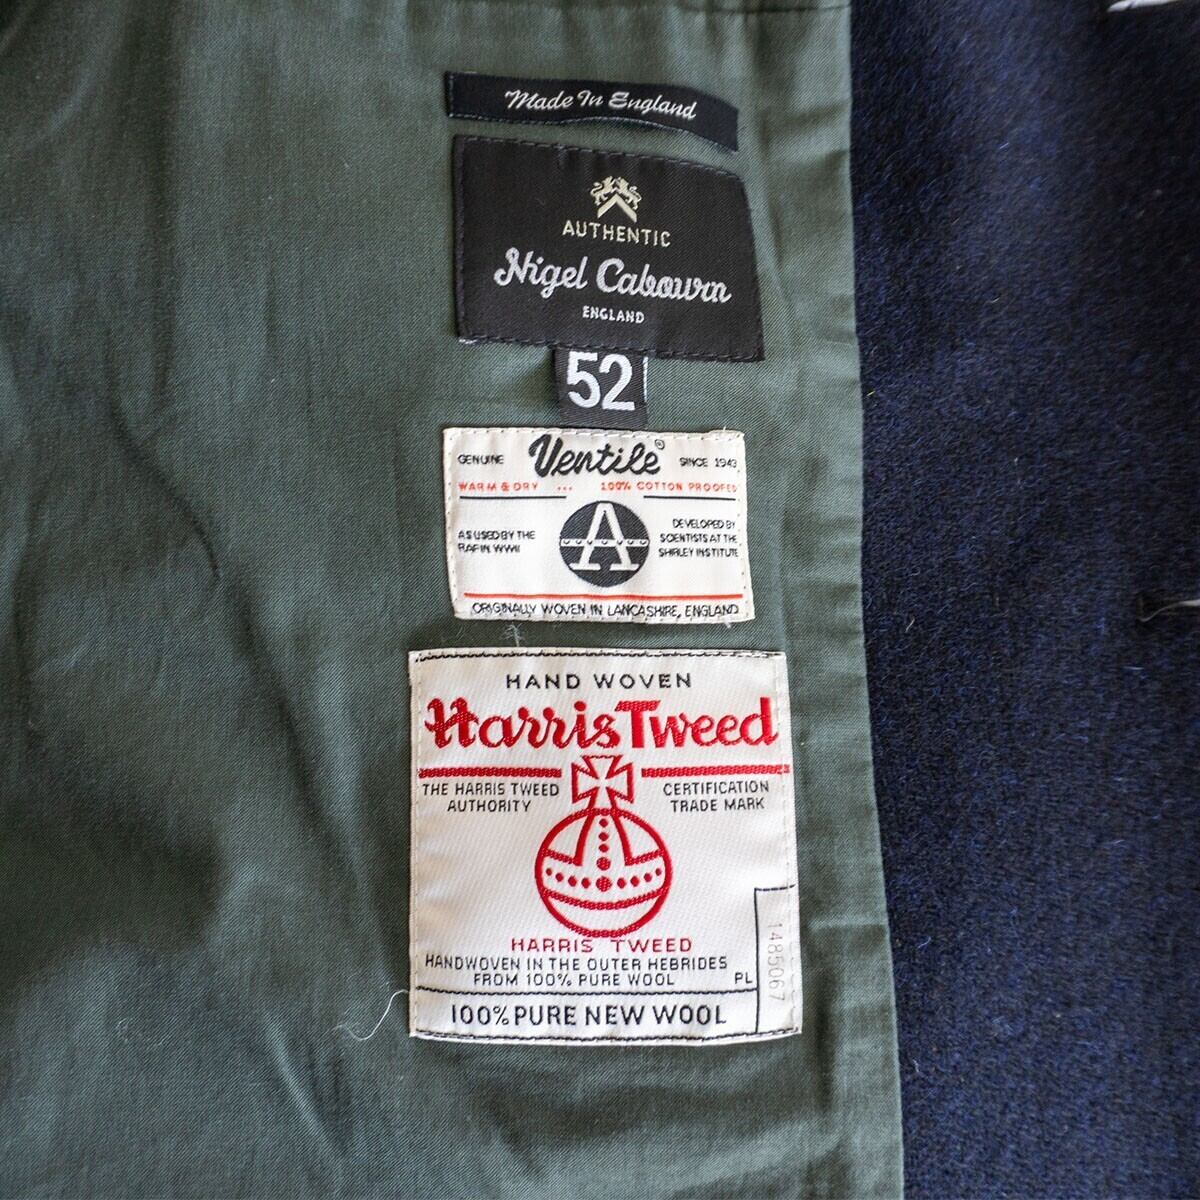 Made In England
AUTHENTIC
Nigel Cabourn
ENGLAND
52
GENUINE Ventile® SINCE 1943
WARM & DRY ... 100% COTTON PROOFED
AS USED BY THE
RAF IN WWII
A
DEVELOPED BY
SCIENTISTS AT THE
SHIRLEY INSTITUTE
ORIGINALLY WOVEN IN LANCASHIRE, ENGLAND
HAND WOVEN
Harris Tweed
THE HARRIS TWEED
AUTHORITY
CERTIFICATION
TRADE MARK
HARRIS TWEED
HANDWOVEN IN THE OUTER HEBRIDES
FROM 100% PURE WOOL
PL
1485067
100% PURE NEW WOOL